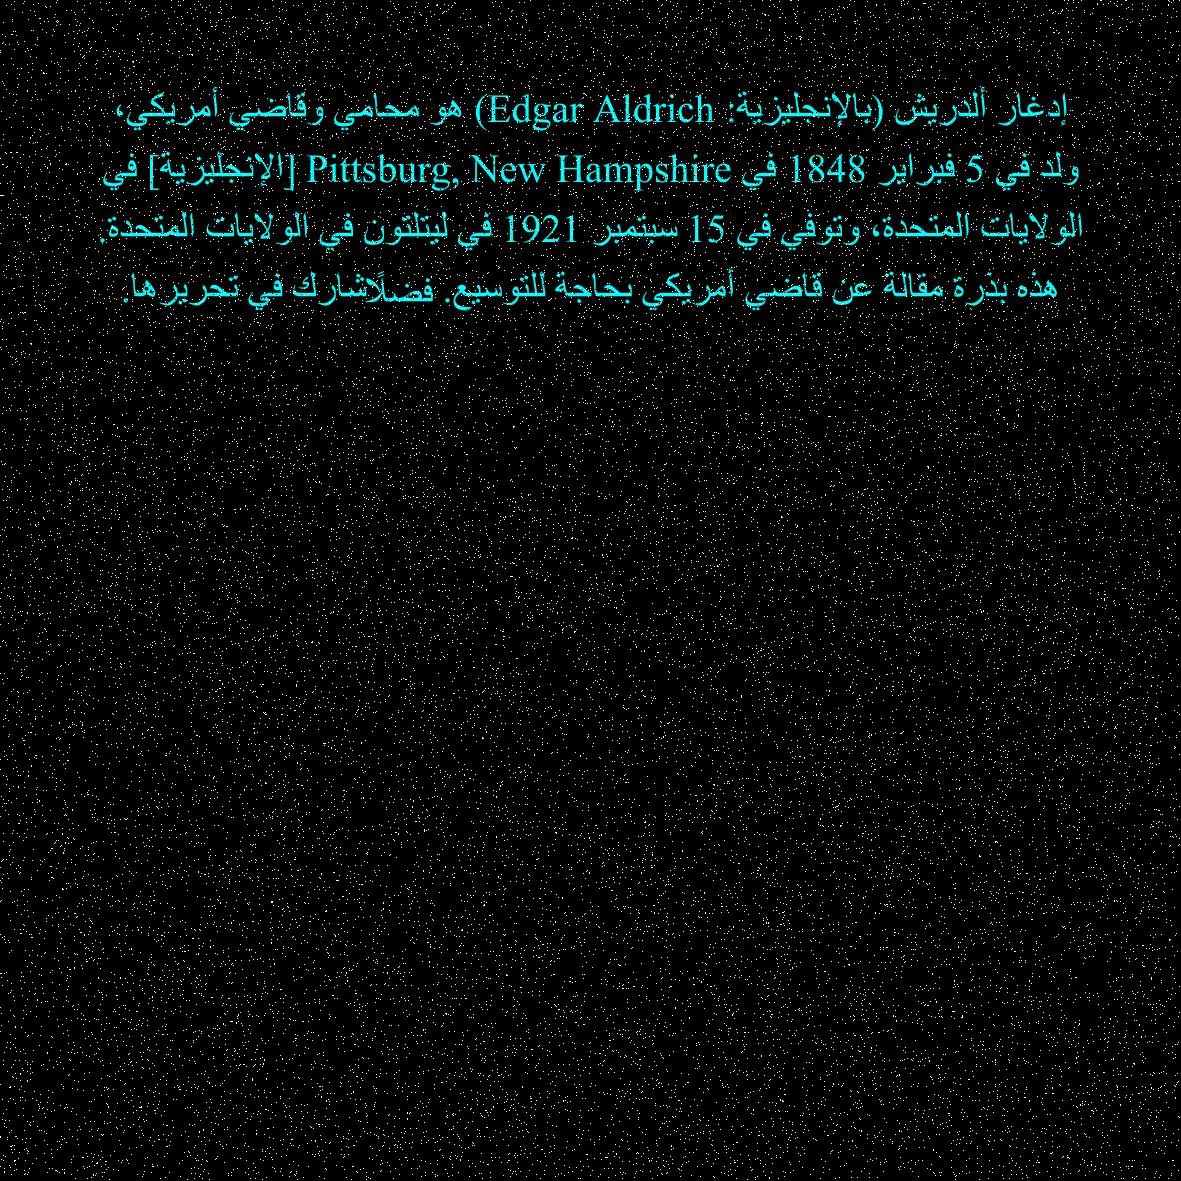 إدغار ألدريش (بالإنجليزية: Edgar Aldrich) هو محامي وقاضي أمريكي،
ولد في 5 فبراير 1848 في Pittsburg, New Hampshire [الإنجليزية] في
الولايات المتحدة، وتوفي في 15 سبتمبر 1921 في ليتلتون في الولايات المتحدة.
هذه بذرة مقالة عن قاضي أمريكي بحاجة للتوسيع. فضلًاشارك في تحريرها.